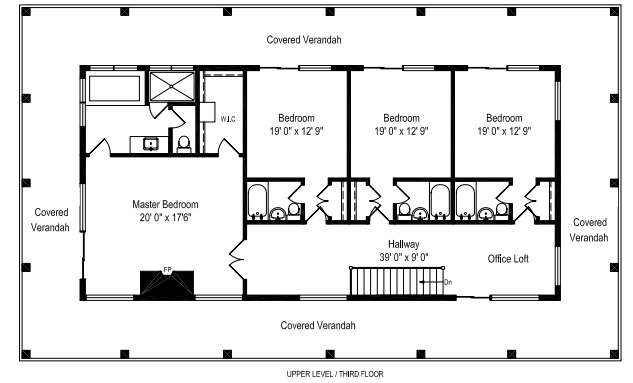 Covered Verandah
W.I.C
Bedroom
19' 0" x 12' 9"
Bedroom
19' 0" x 12' 9"
Bedroom
19' 0" x 12' 9"
Master Bedroom
20' 0" x 17'6"
Covered
Verandah
Covered
Verandah
Hallway
39' 0" x 9' 0"
Office Loft
FP
Dn
Covered Verandah
UPPER LEVEL / THIRD FLOOR